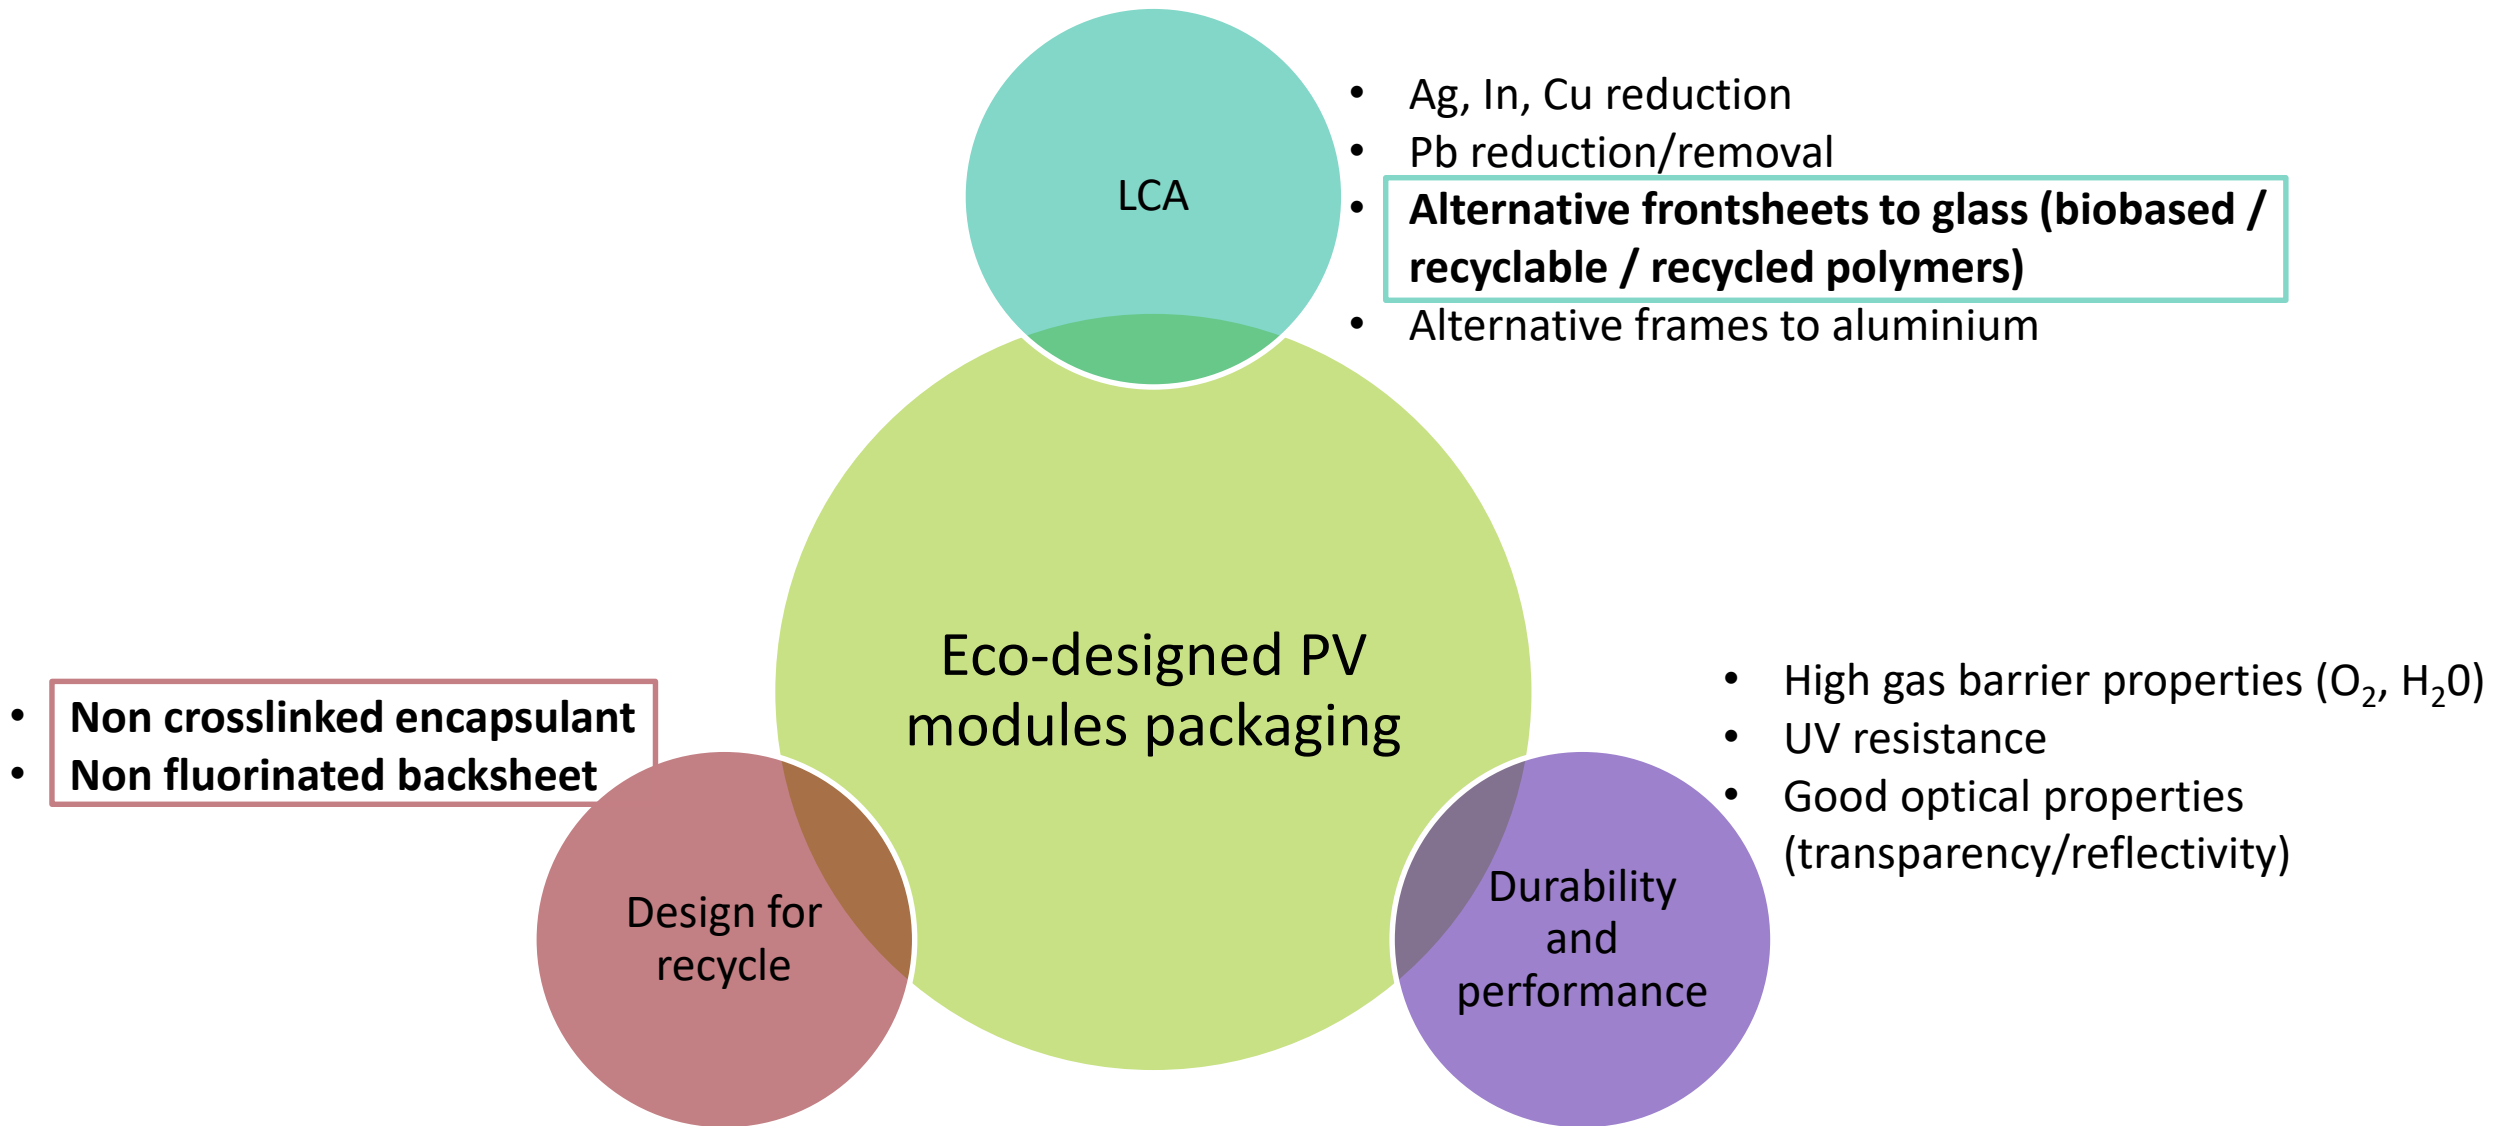 LCA
• Ag, In, Cu reduction
• Pb reduction/removal
• Alternative frontsheets to glass (biobased /
recyclable / recycled polymers)
• Alternative frames to aluminium
Eco-designed PV
modules packaging
• Non crosslinked encapsulant
• Non fluorinated backsheet
Design for
recycle
• High gas barrier properties (O₂, H₂0)
• UV resistance
• Good optical properties
(transparency/reflectivity)
Durability
and
performance